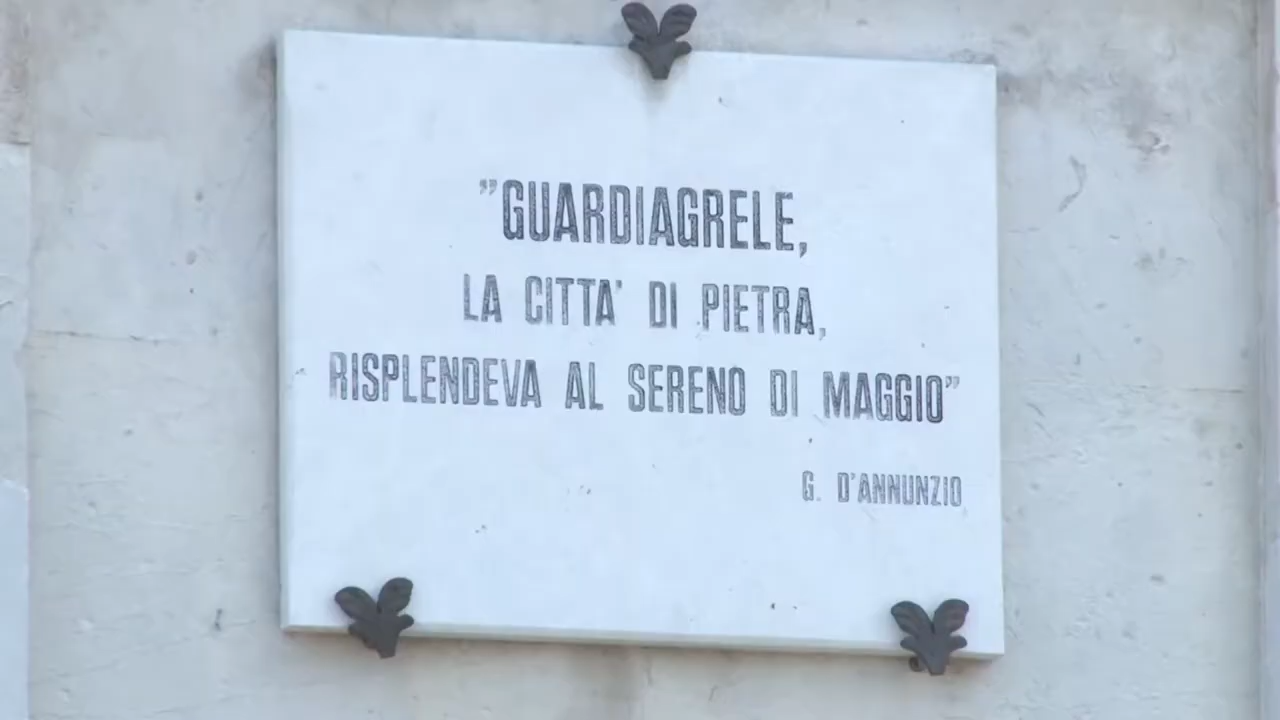 ”GUARDIAGRELE,
LA CITTA' DI PIETRA,
RISPLENDEVA AL SERENO DI MAGGIO”
G. D'ANNUNZIO